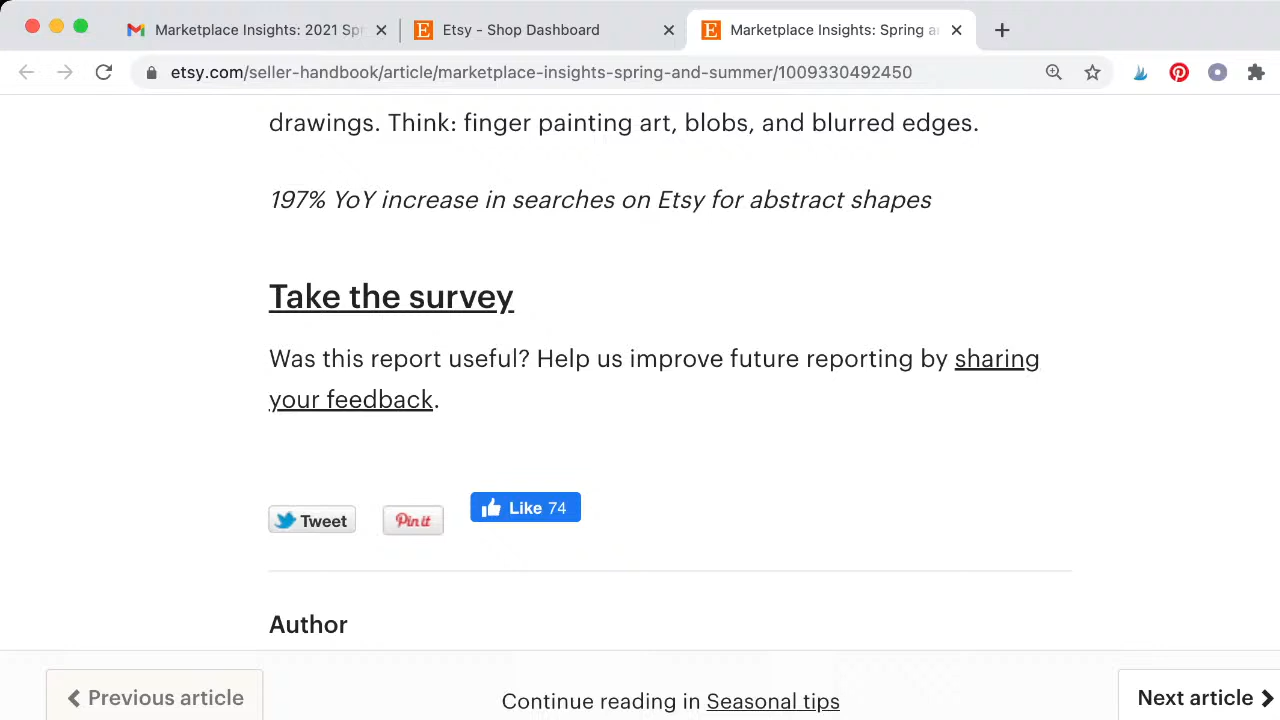 Marketplace Insights: 2021 Spr
Etsy - Shop Dashboard
Marketplace Insights: Spring a
etsy.com/seller-handbook/article/marketplace-insights-spring-and-summer/1009330492450
drawings. Think: finger painting art, blobs, and blurred edges.
197% YoY increase in searches on Etsy for abstract shapes
Take the survey
Was this report useful? Help us improve future reporting by sharing
your feedback.
Tweet
Pin it
Like 74
Author
Previous article
Continue reading in Seasonal tips
Next article